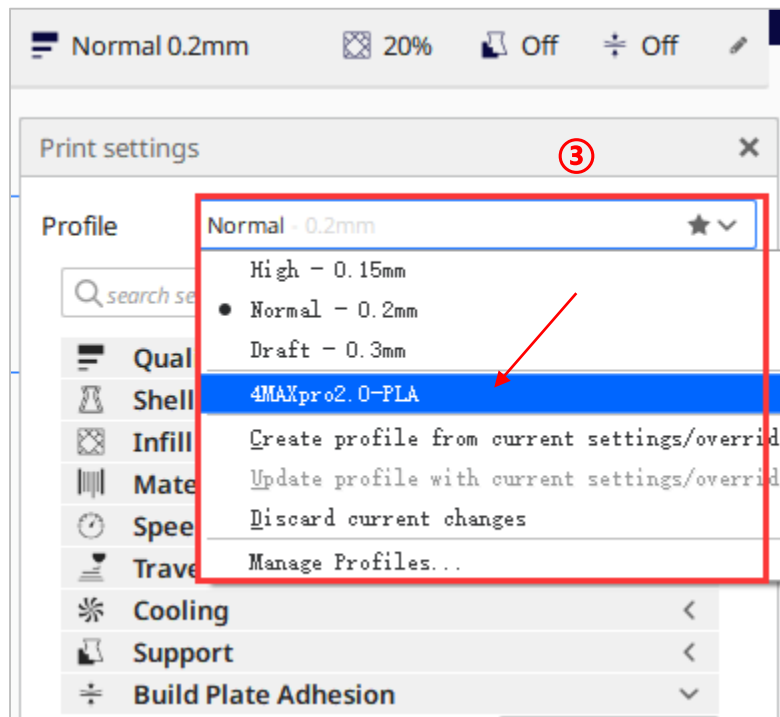 Normal 0.2mm 20% Off Off
Print settings
③
Profile Normal - 0.2mm
High - 0.15mm
search se
Normal - 0.2mm
Draft - 0.3mm
Qual
4MAXpro2.0-PLA
Shell
Create profile from current settings/overrid
Infill
Update profile with current settings/overrid
Mate
Discard current changes
Spee
Manage Profiles...
Trave
Cooling
Support
Build Plate Adhesion